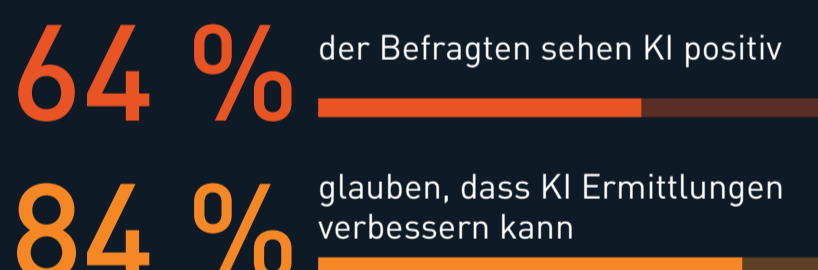 64 % der Befragten sehen KI positiv
84 % glauben, dass KI Ermittlungen
verbessern kann